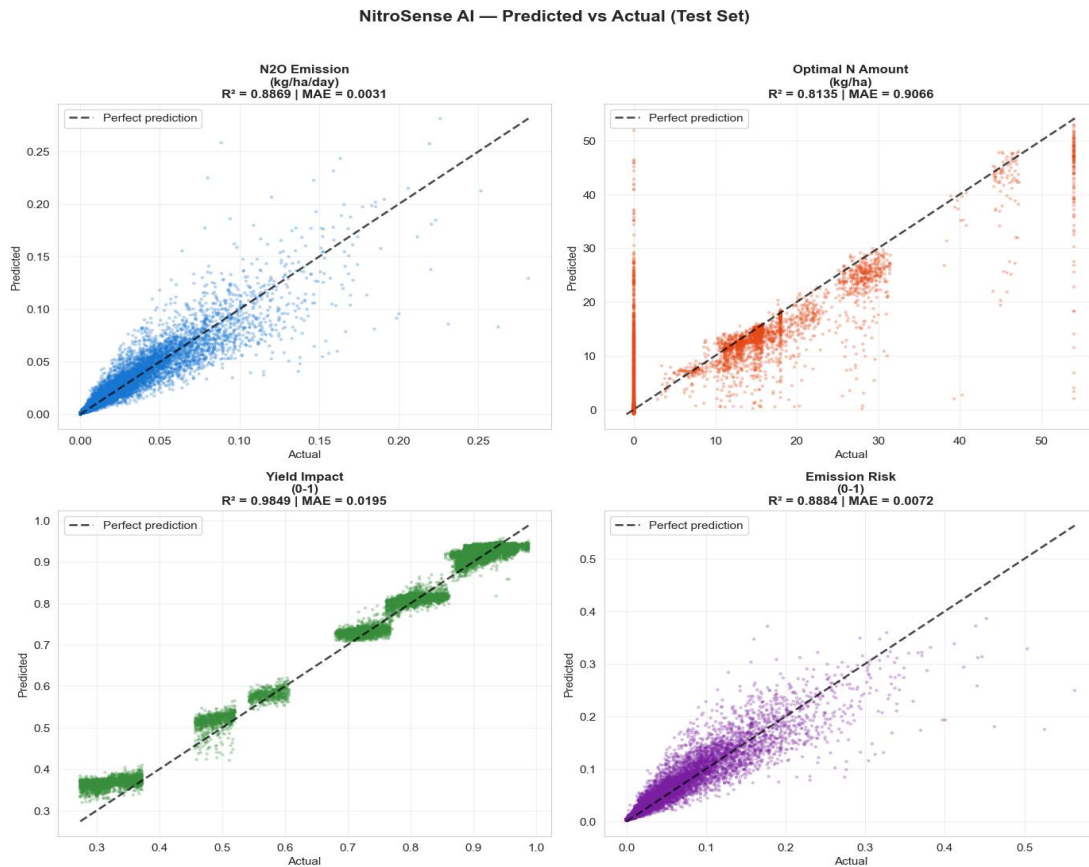 NitroSense AI — Predicted vs Actual (Test Set)
N2O Emission
(kg/ha/day)
R² = 0.8869 | MAE = 0.0031
Perfect prediction
0.25
0.20
0.15
0.10
0.05
0.00
Predicted
0.00 0.05 0.10 0.15 0.20 0.25
Actual
Optimal N Amount
(kg/ha)
R² = 0.8135 | MAE = 0.9066
Perfect prediction
50
40
30
20
10
0
Predicted
0 10 20 30 40 50
Actual
Yield Impact
(0-1)
R² = 0.9849 | MAE = 0.0195
Perfect prediction
1.0
0.9
0.8
0.7
0.6
0.5
0.4
0.3
Predicted
0.3 0.4 0.5 0.6 0.7 0.8 0.9 1.0
Actual
Emission Risk
(0-1)
R² = 0.8884 | MAE = 0.0072
Perfect prediction
0.5
0.4
0.3
0.2
0.1
0.0
Predicted
0.0 0.1 0.2 0.3 0.4 0.5
Actual